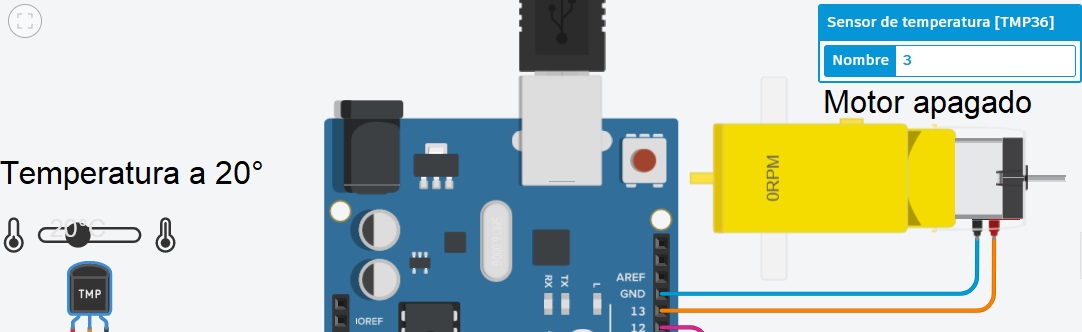 Sensor de temperatura [TMP36]
Nombre 3
Motor apagado
Temperatura a 20°
20°C
TMP
0RPM
RX
TX
L
AREF
GND
13
12
IOREF